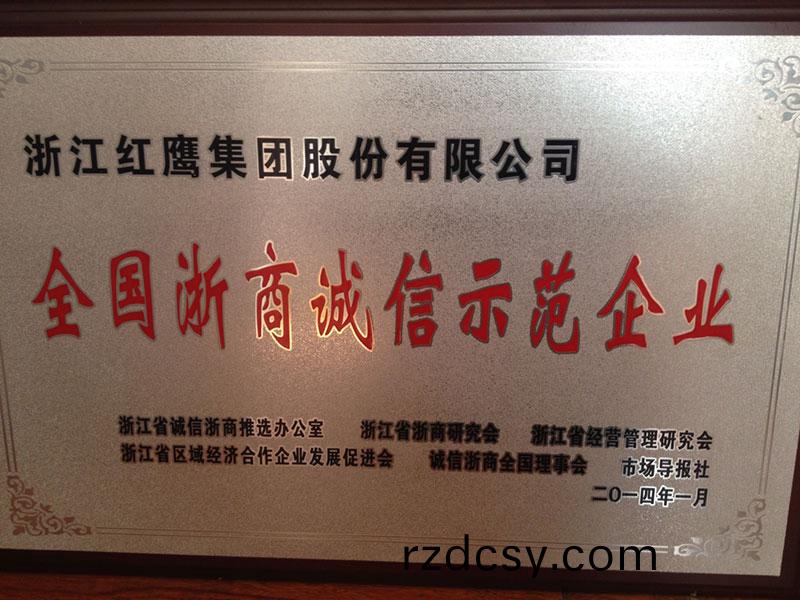 浙江红鹰集团股份有限公司
全国浙商诚信示范企业
浙江省诚信浙商推选办公室 浙江省浙商研究会 浙江省经营管理研究会
浙江省区域经济合作企业发展促进会 诚信浙商全国理事会 市场导报社
二〇一四年一月
rzdcsy.com